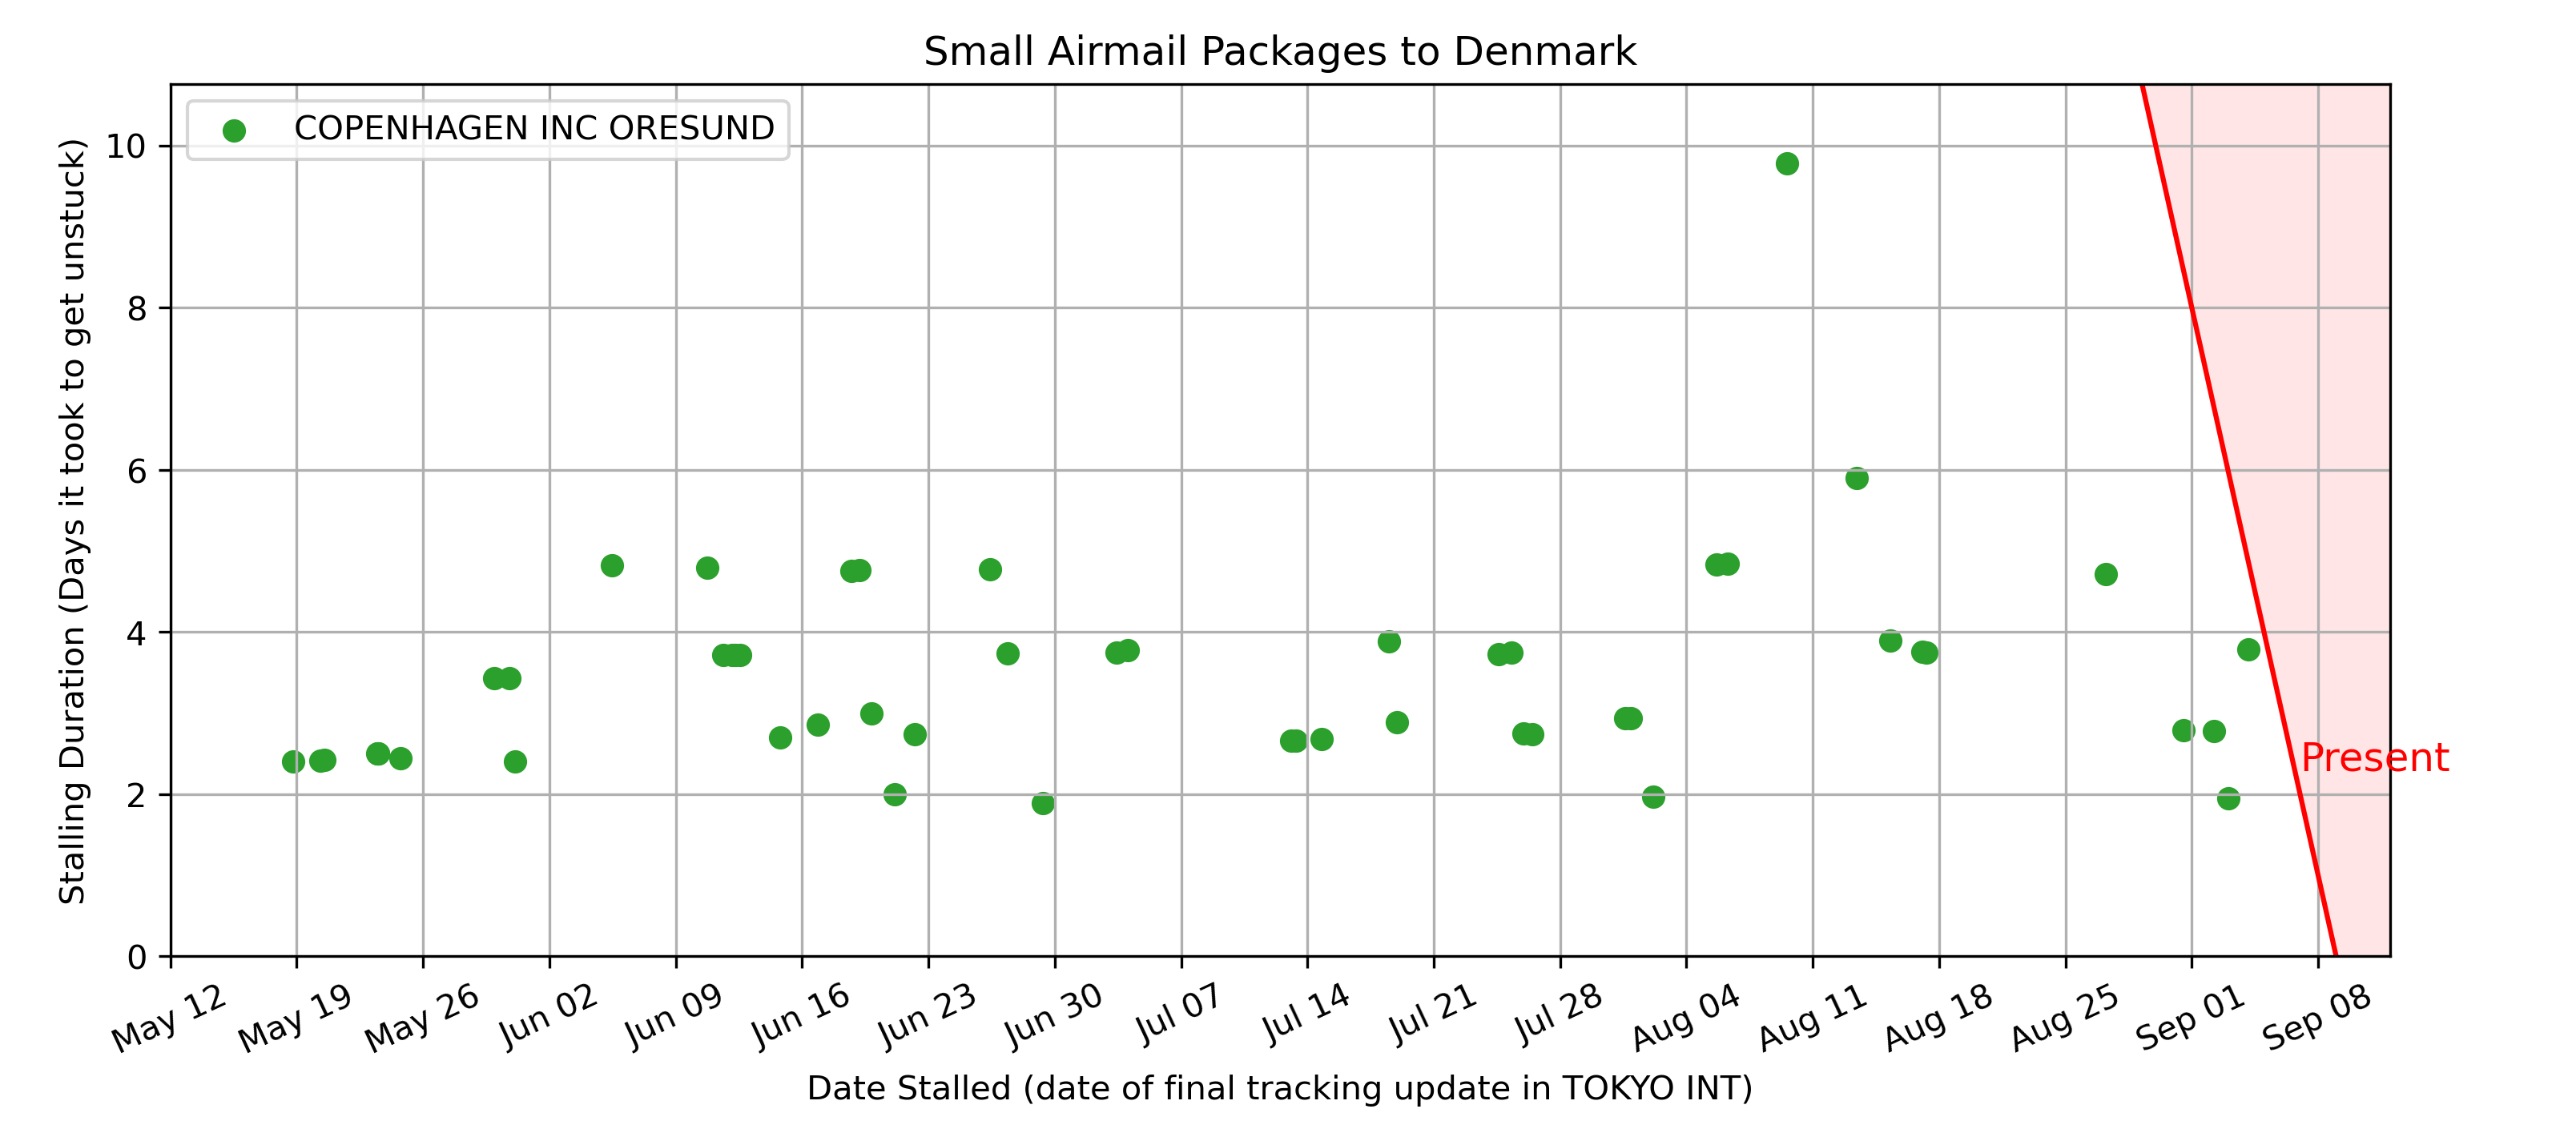 Small Airmail Packages to Denmark
COPENHAGEN INC ORESUND
Stalling Duration (Days it took to get unstuck)
10
8
6
4
2
0
Present
May 12
May 19
May 26
Jun 02
Jun 09
Jun 16
Jun 23
Jun 30
Jul 07
Jul 14
Jul 21
Jul 28
Aug 04
Aug 11
Aug 18
Aug 25
Sep 01
Sep 08
Date Stalled (date of final tracking update in TOKYO INT)